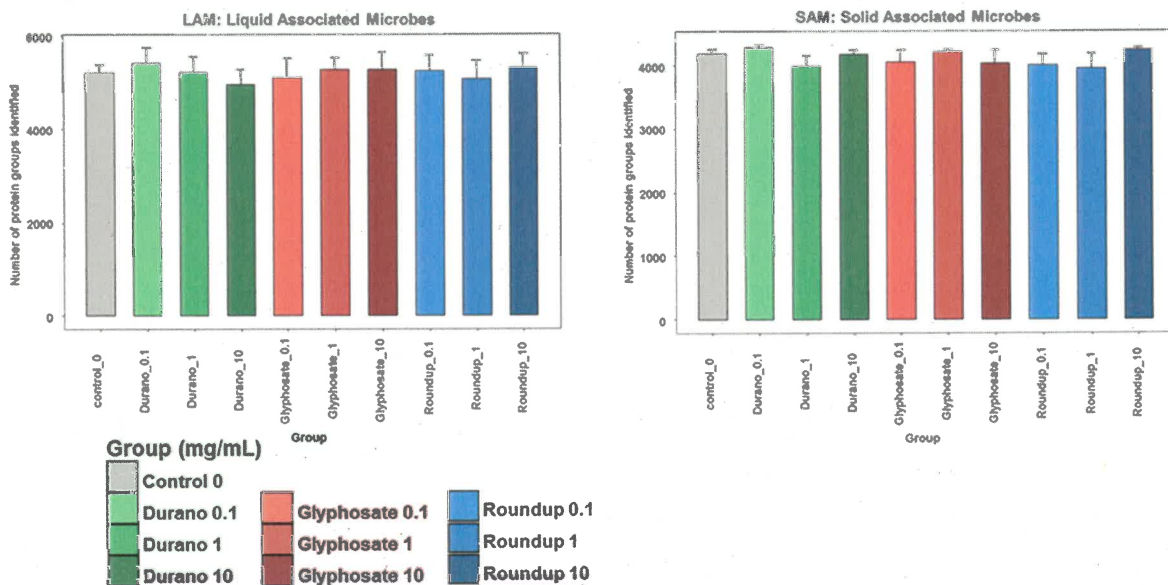 LAM: Liquid Associated Microbes
Number of protein groups identified
6000
4000
2000
0
control_0
Durano_0.1
Durano_1
Durano_10
Glyphosate_0.1
Glyphosate_1
Glyphosate_10
Roundup_0.1
Roundup_1
Roundup_10
Group
SAM: Solid Associated Microbes
Number of protein groups identified
4000
3000
2000
1000
0
control_0
Durano_0.1
Durano_1
Durano_10
Glyphosate_0.1
Glyphosate_1
Glyphosate_10
Roundup_0.1
Roundup_1
Roundup_10
Group
Group (mg/mL)
Control 0
Durano 0.1
Durano 1
Durano 10
Glyphosate 0.1
Glyphosate 1
Glyphosate 10
Roundup 0.1
Roundup 1
Roundup 10